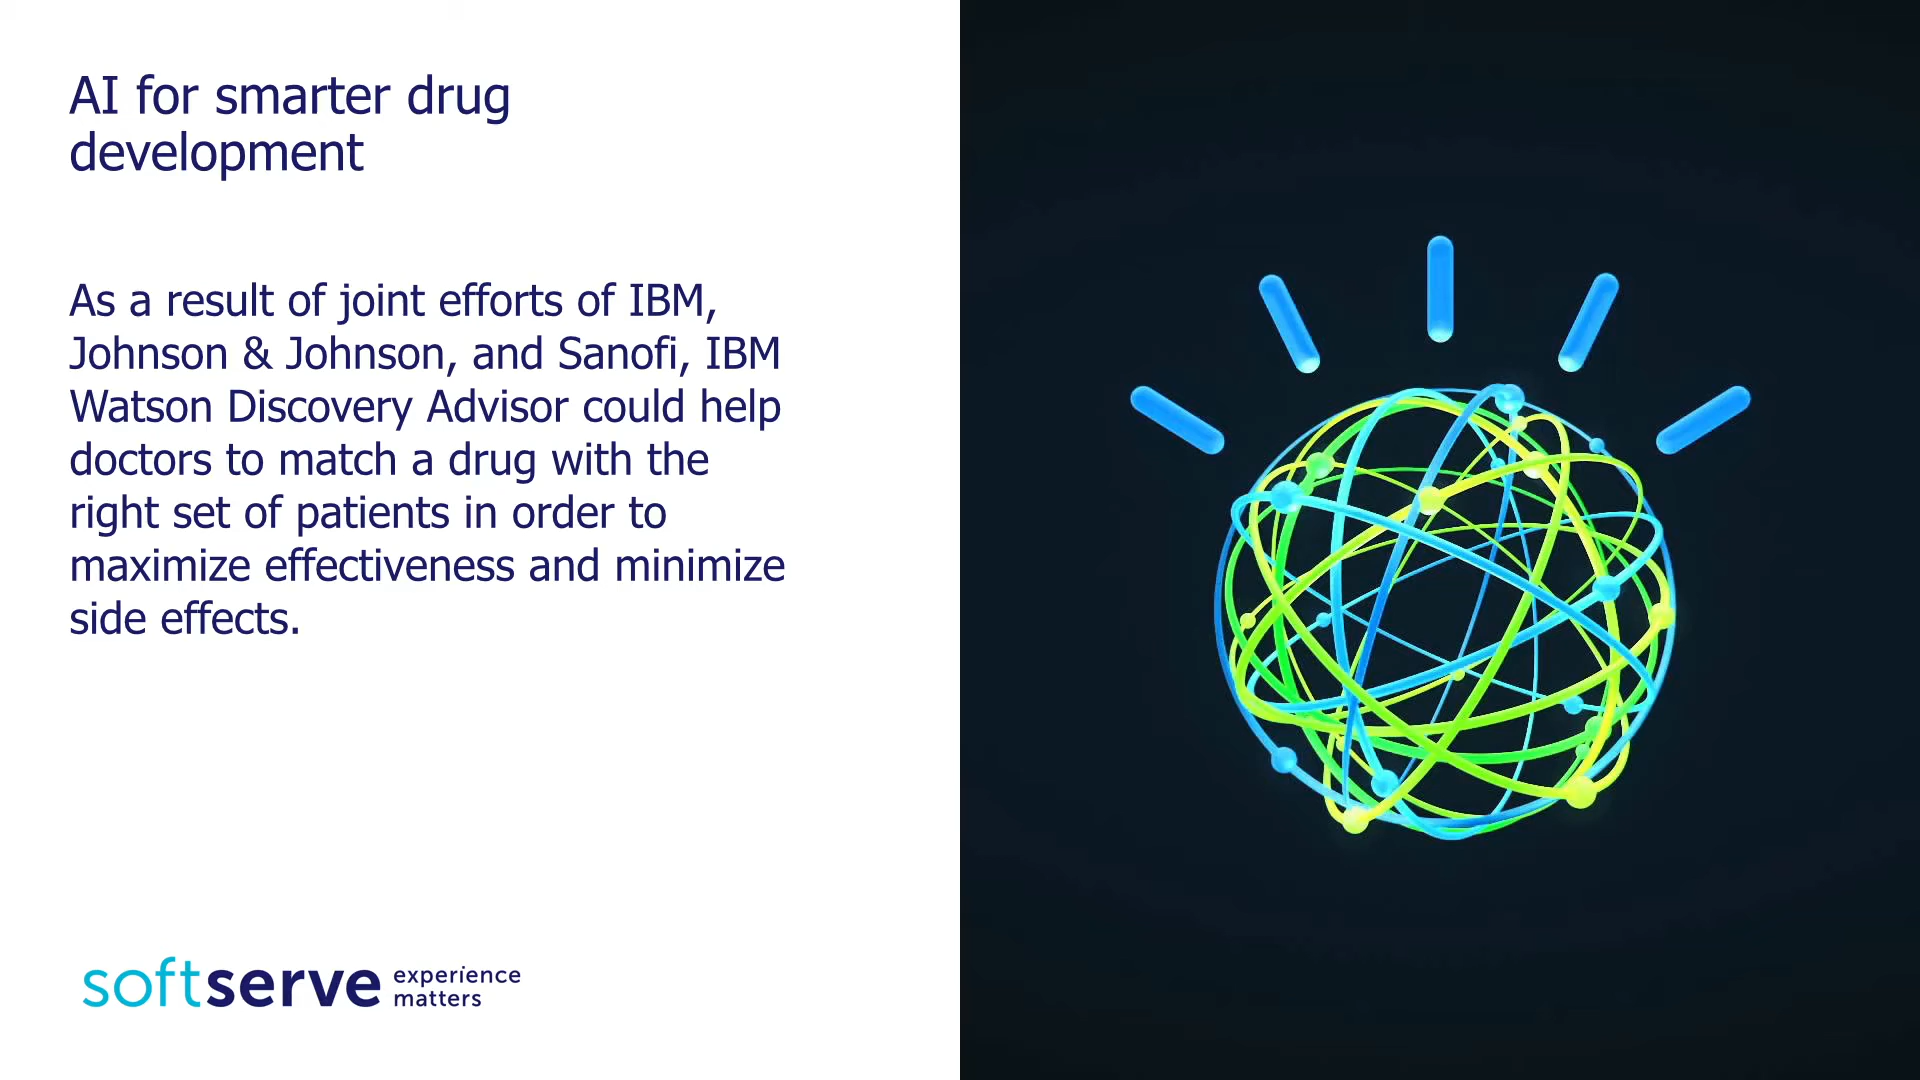 AI for smarter drug
development
As a result of joint efforts of IBM,
Johnson & Johnson, and Sanofi, IBM
Watson Discovery Advisor could help
doctors to match a drug with the
right set of patients in order to
maximize effectiveness and minimize
side effects.
softserve experience
matters